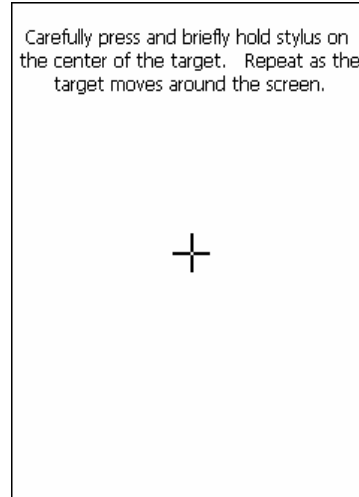 Carefully press and briefly hold stylus on
the center of the target.   Repeat as the
target moves around the screen.